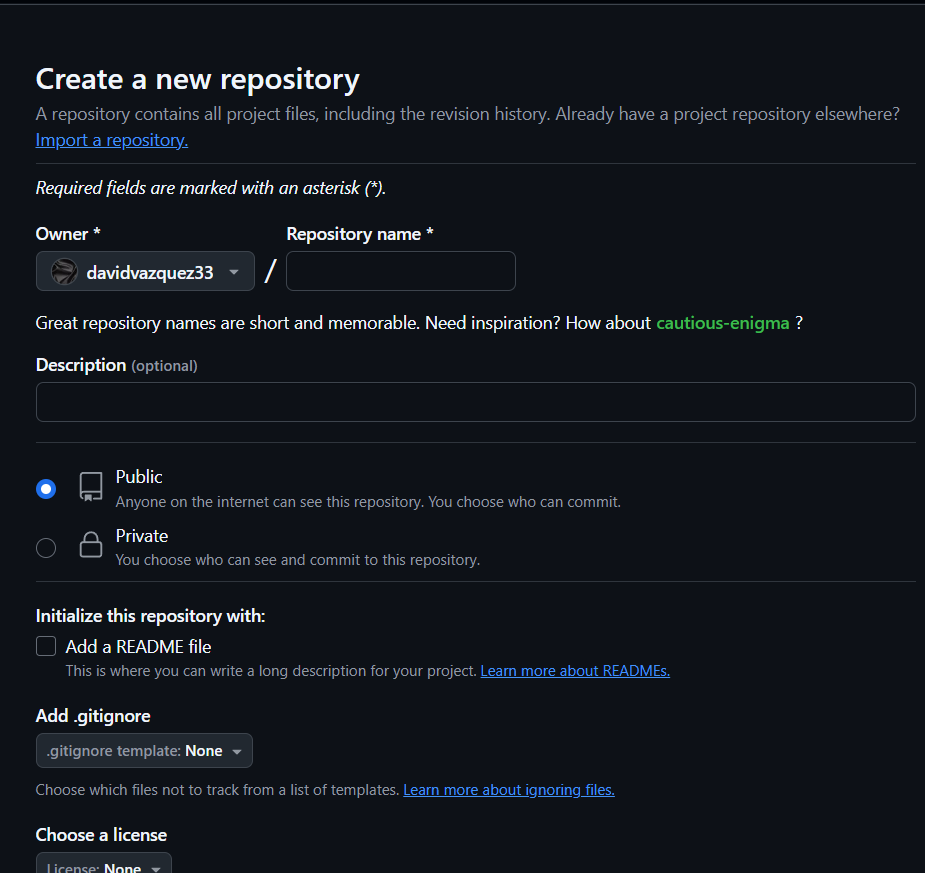 Create a new repository
A repository contains all project files, including the revision history. Already have a project repository elsewhere?
Import a repository.
Required fields are marked with an asterisk (*).
Owner * Repository name *
davidvazquez33 /
Great repository names are short and memorable. Need inspiration? How about cautious-enigma ?
Description (optional)
Public
Anyone on the internet can see this repository. You choose who can commit.
Private
You choose who can see and commit to this repository.
Initialize this repository with:
Add a README file
This is where you can write a long description for your project. Learn more about READMEs.
Add .gitignore
.gitignore template: None
Choose which files not to track from a list of templates. Learn more about ignoring files.
Choose a license
License: None